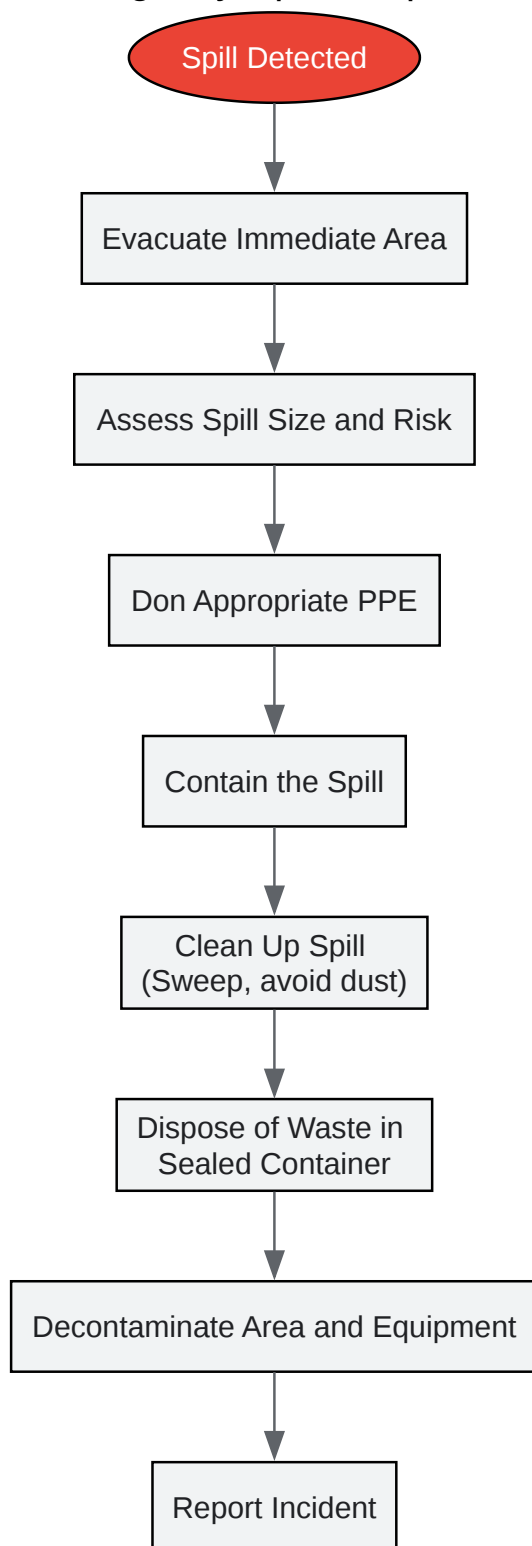 Spill Detected
Evacuate Immediate Area
Assess Spill Size and Risk
Don Appropriate PPE
Contain the Spill
Clean Up Spill
(Sweep, avoid dust)
Dispose of Waste in
Sealed Container
Decontaminate Area and Equipment
Report Incident